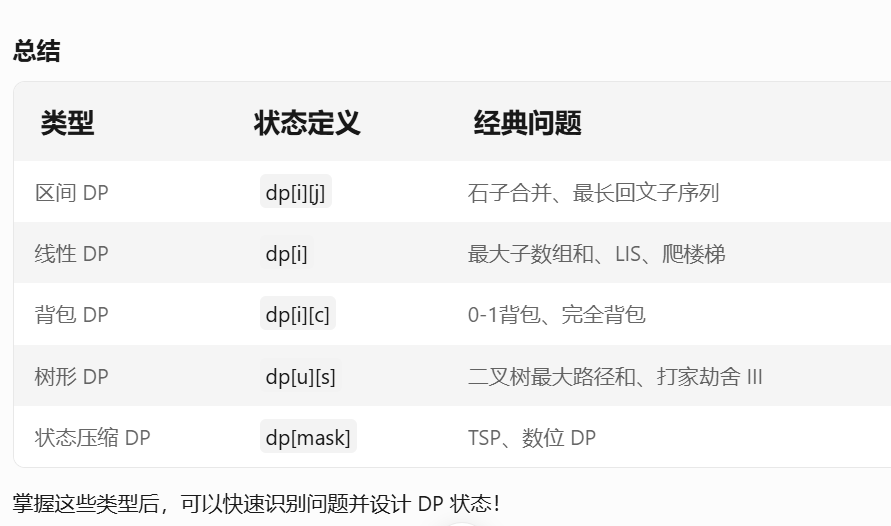 总结
类型 状态定义 经典问题
区间 DP dp[i][j] 石子合并、最长回文子序列
线性 DP dp[i] 最大子数组和、LIS、爬楼梯
背包 DP dp[i][c] 0-1背包、完全背包
树形 DP dp[u][s] 二叉树最大路径和、打家劫舍 III
状态压缩 DP dp[mask] TSP、数位 DP
掌握这些类型后，可以快速识别问题并设计 DP 状态！